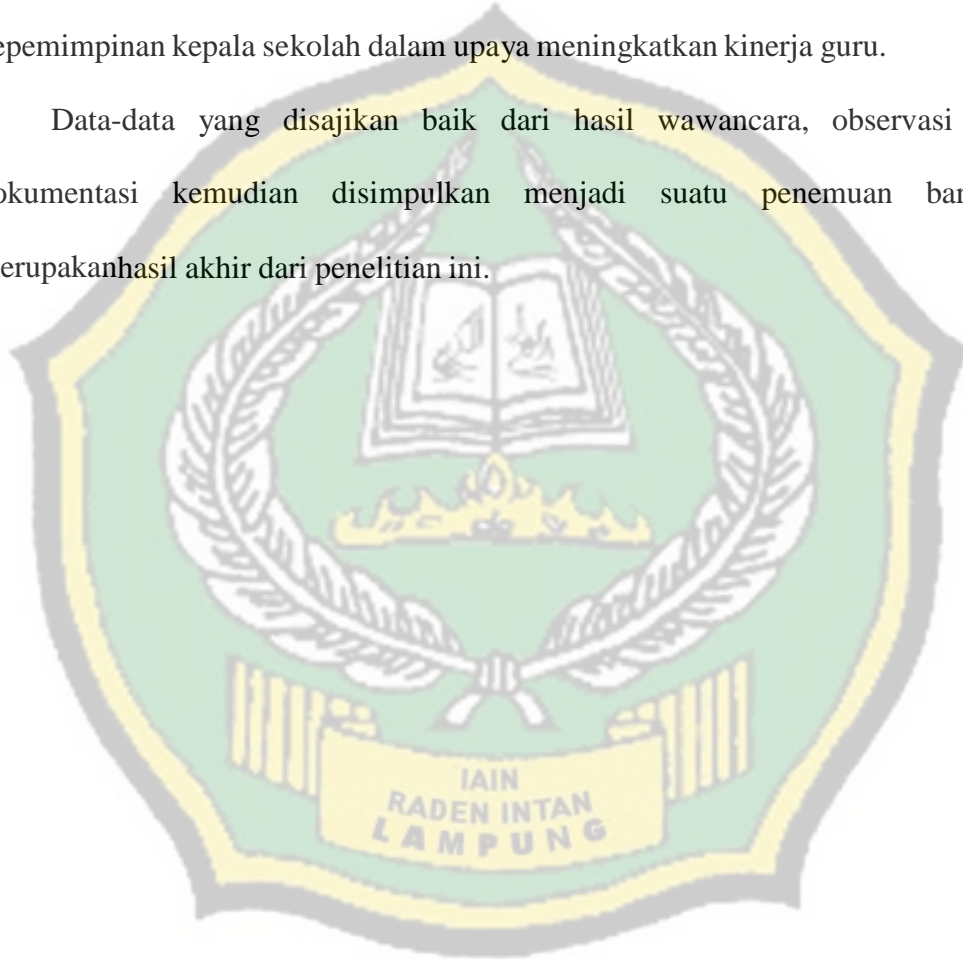 epemimpinan kepala sekolah dalam upaya meningkatkan kinerja guru.
Data-data yang disajikan baik dari hasil wawancara, observasi
okumentasi kemudian disimpulkan menjadi suatu penemuan bar
erupakanhasil akhir dari penelitian ini.
IAIN
RADEN INTAN
LAMPUNG